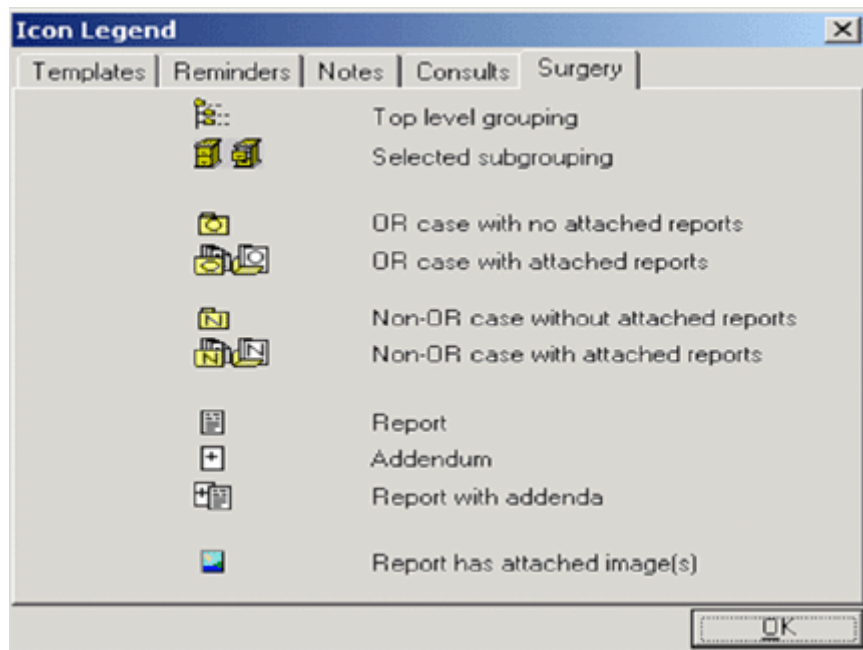 Icon Legend
Templates Reminders Notes Consults Surgery
Top level grouping
Selected subgrouping
OR case with no attached reports
OR case with attached reports
N Non-OR case without attached reports
N N Non-OR case with attached reports
Report
Addendum
Report with addenda
Report has attached image(s)
OK